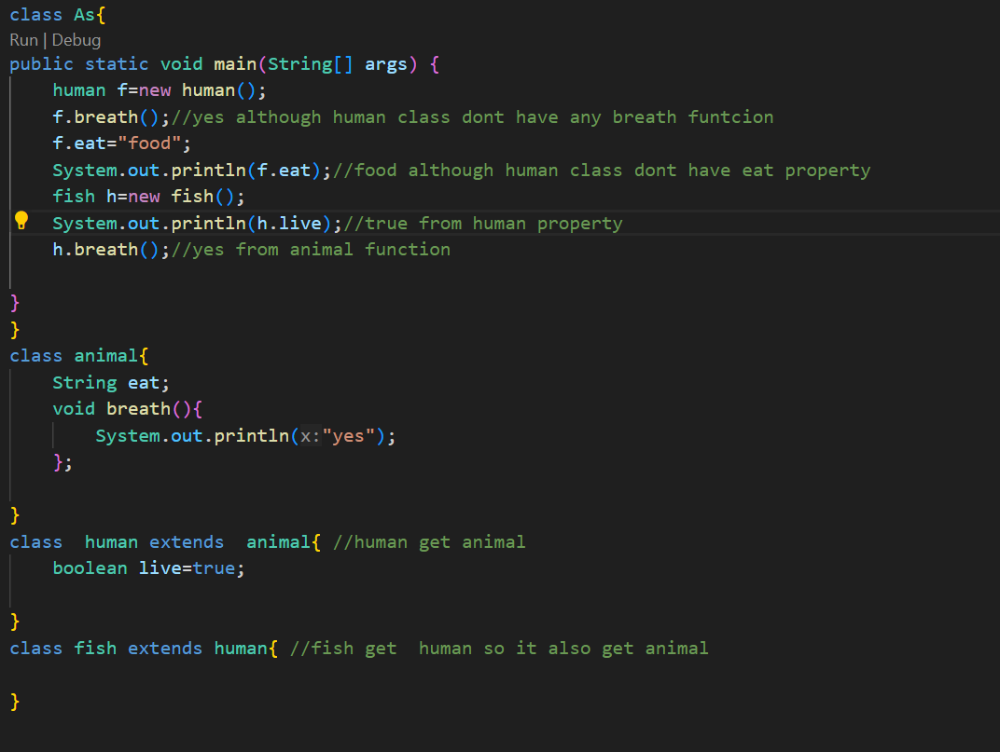 class As{
Run | Debug
public static void main(String[] args) {
    human f=new human();
    f.breath();//yes although human class dont have any breath funtcion
    f.eat="food";
    System.out.println(f.eat);//food although human class dont have eat property
    fish h=new fish();
    System.out.println(h.live);//true from human property
    h.breath();//yes from animal function
}
}
class animal{
    String eat;
    void breath(){
        System.out.println(x:"yes");
    };
}
class  human extends  animal{ //human get animal
    boolean live=true;
}
class fish extends human{ //fish get  human so it also get animal
}